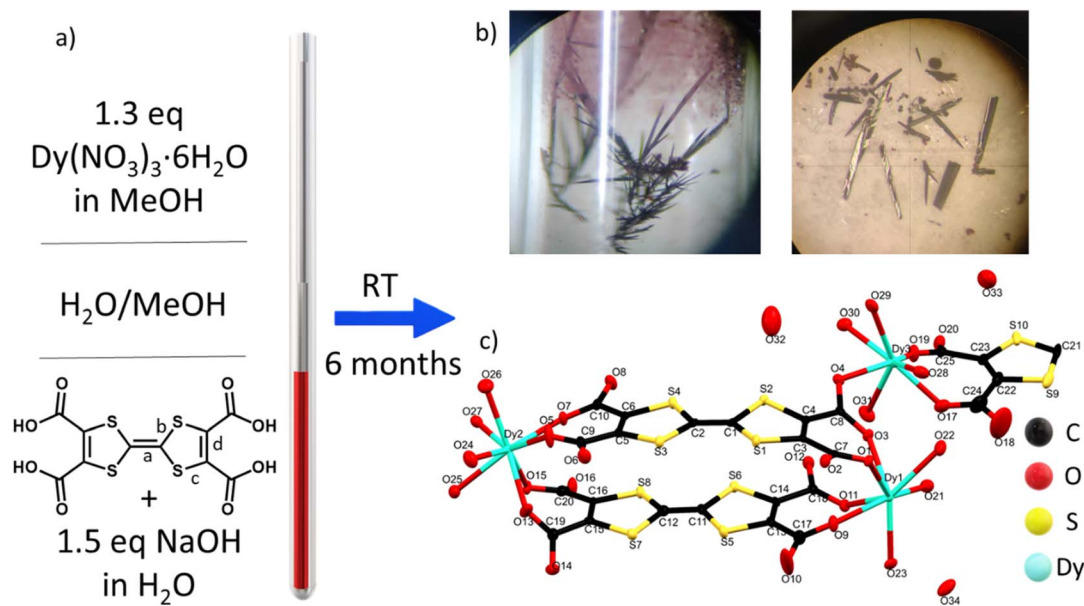 a)
1.3 eq
Dy(NO₃)₃·6H₂O
in MeOH
H₂O/MeOH
O
O
HO
S
S
OH
b
d
HO
a
OH
S
S
c
O
O
+
1.5 eq NaOH
in H₂O
RT
6 months
b)
c)
O33
O29
O30
O32
S10
O19
O20
C21
Dy3
C23
C25
O28
S9
O4
C24
C22
O26
O8
O31
O17
S4
S2
C4
C8
O18
O27
O7
C6
C10
O5
Dy2
C9
C5
C2
C1
O3
O22
O24
S3
S1
C3
C7
O1
O6
O12
O2
Dy1
O25
O15
O16
S8
S6
C14
C20
C16
C18
O11
O21
O13
C12
C11
C19
C15
C13
C17
O9
S7
S5
O14
O10
O23
O34
C
O
S
Dy